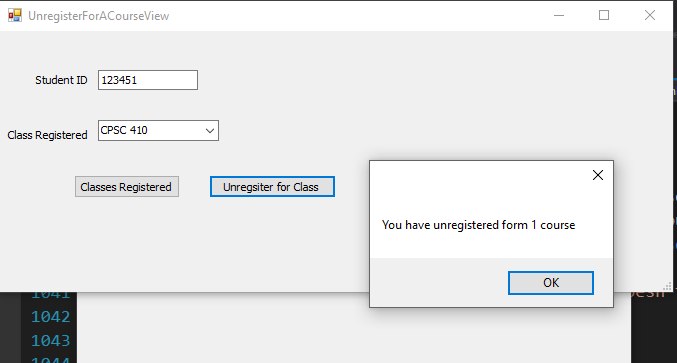 UnregisterForACourseView
Student ID 123451
Class Registered CPSC 410
Classes Registered Unregsiter for Class
You have unregistered form 1 course
OK
1041
1042
1043
1044